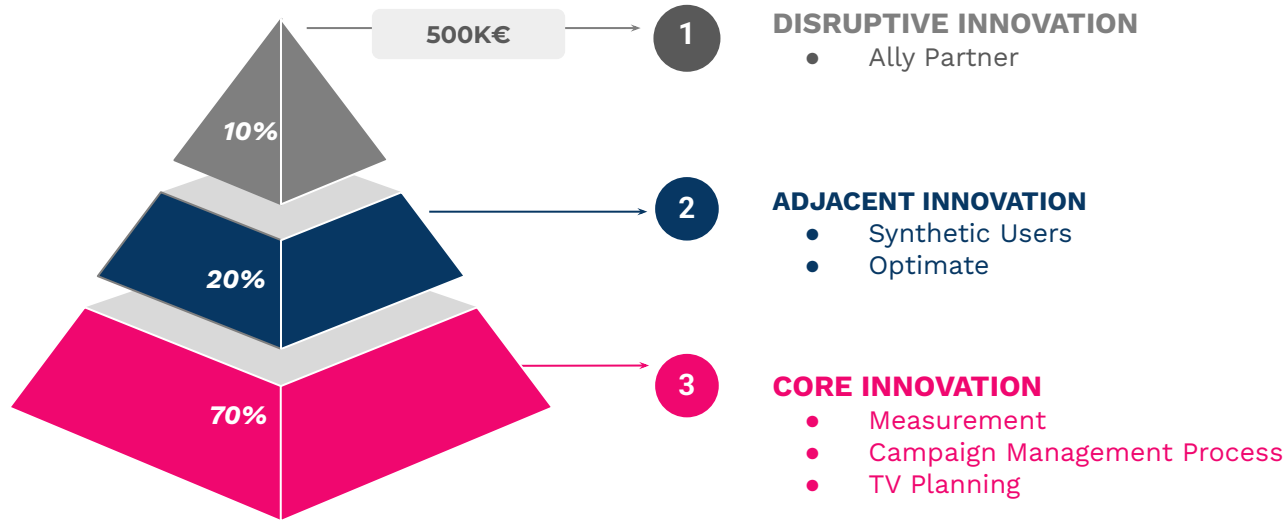 500K€
1
DISRUPTIVE INNOVATION
● Ally Partner
10%
2
ADJACENT INNOVATION
● Synthetic Users
● Optimate
20%
3
CORE INNOVATION
● Measurement
● Campaign Management Process
● TV Planning
70%